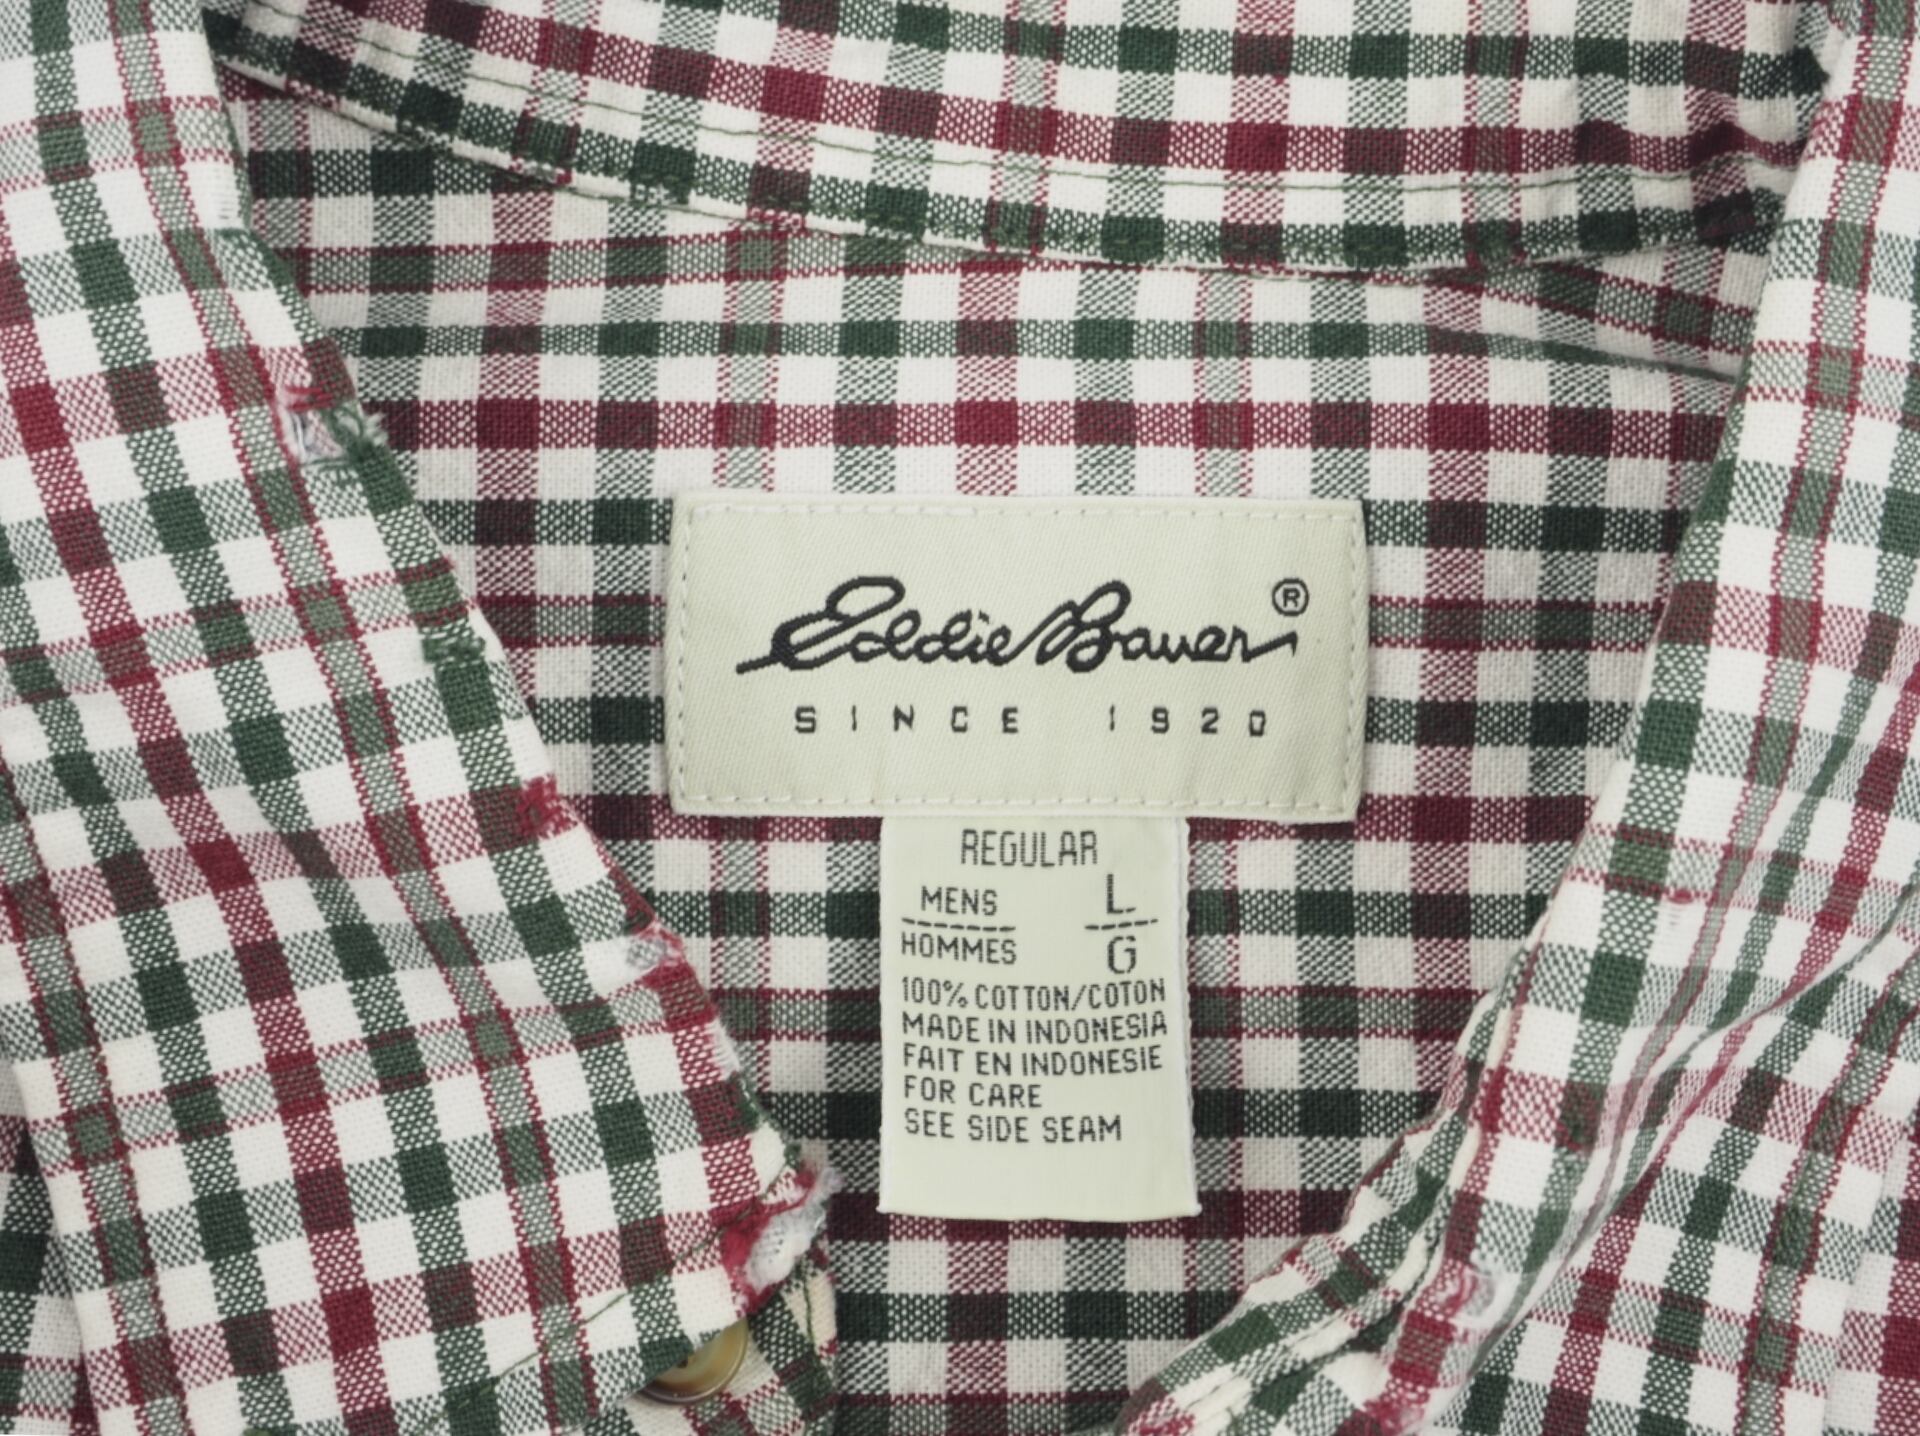 Eddie Bauer®
SINCE 1920
REGULAR
MENS L
HOMMES G
100% COTTON/COTON
MADE IN INDONESIA
FAIT EN INDONESIE
FOR CARE
SEE SIDE SEAM